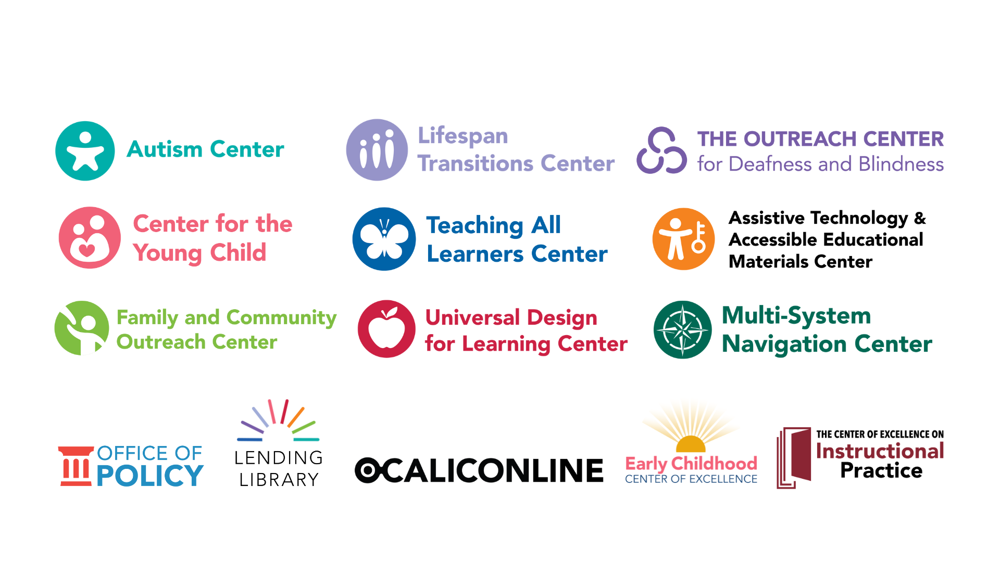 Autism Center
Lifespan
Transitions Center
THE OUTREACH CENTER
for Deafness and Blindness
Center for the
Young Child
Teaching All
Learners Center
Assistive Technology &
Accessible Educational
Materials Center
Family and Community
Outreach Center
Universal Design
for Learning Center
Multi-System
Navigation Center
OFFICE OF
POLICY
LENDING
LIBRARY
OCALICONLINE
Early Childhood
CENTER OF EXCELLENCE
THE CENTER OF EXCELLENCE ON
Instructional
Practice